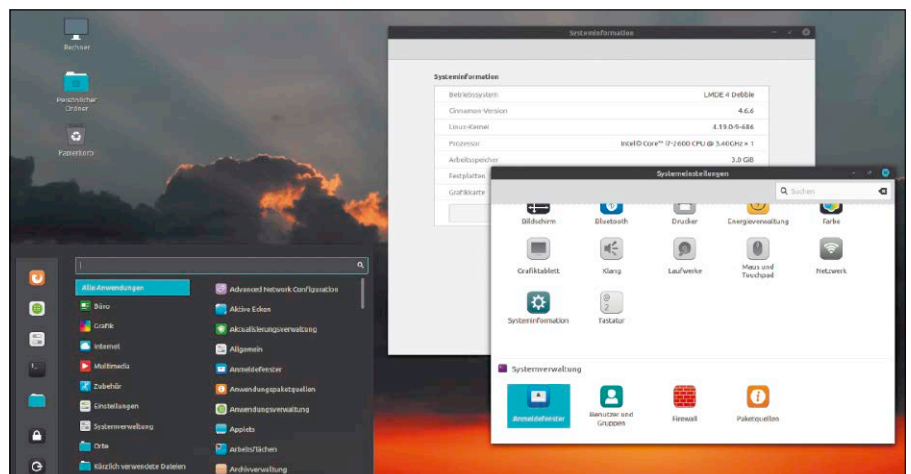 Rechner
Persönlicher
Ordner
Papierkorb
Systeminformation
Systeminformation
Betriebssystem LMDE 4 Debbie
Cinnamon-Version 4.6.6
Linux-Kernel 4.19.0-9-686
Prozessor Intel© Core™ i7-2600 CPU @ 3.40GHz × 1
Arbeitsspeicher 3.0 GiB
Festplatten
Grafikkarte
Systemeinstellungen
Suchen
Bildschirm Bluetooth Drucker Energieverwaltung Farbe
Grafiktablett Klang Laufwerke Maus und
Touchpad Netzwerk
Systeminformation Tastatur
Systemverwaltung
Anmeldefenster Benutzer und
Gruppen Firewall Paketquellen
Alle Anwendungen Advanced Network Configuration
Büro Aktive Ecken
Grafik Aktualisierungsverwaltung
Internet Allgemein
Multimedia Anmeldefenster
Zubehör Anwendungspaketquellen
Einstellungen Anwendungsverwaltung
Systemverwaltung Applets
Orte Arbeitsflächen
Kürzlich verwendete Dateien Archivverwaltung